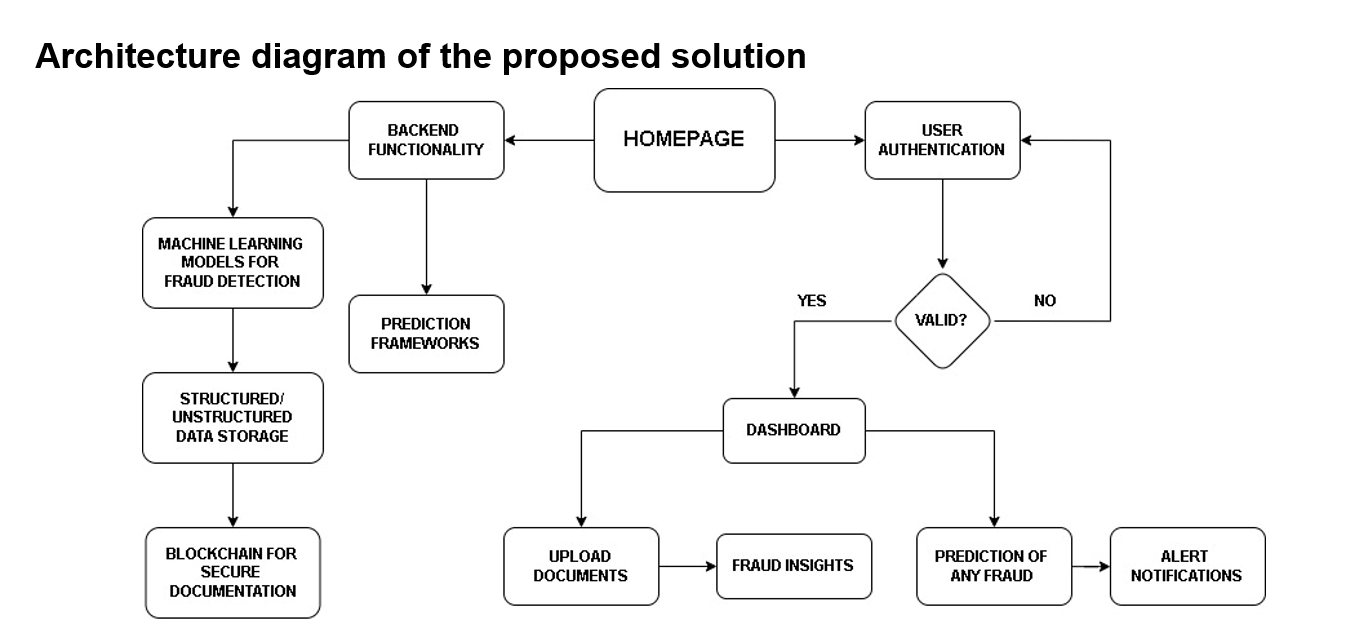 Architecture diagram of the proposed solution
BACKEND
FUNCTIONALITY
HOMEPAGE
USER
AUTHENTICATION
MACHINE LEARNING
MODELS FOR
FRAUD DETECTION
PREDICTION
FRAMEWORKS
YES
VALID?
NO
STRUCTURED/
UNSTRUCTURED
DATA STORAGE
DASHBOARD
BLOCKCHAIN FOR
SECURE
DOCUMENTATION
UPLOAD
DOCUMENTS
FRAUD INSIGHTS
PREDICTION OF
ANY FRAUD
ALERT
NOTIFICATIONS